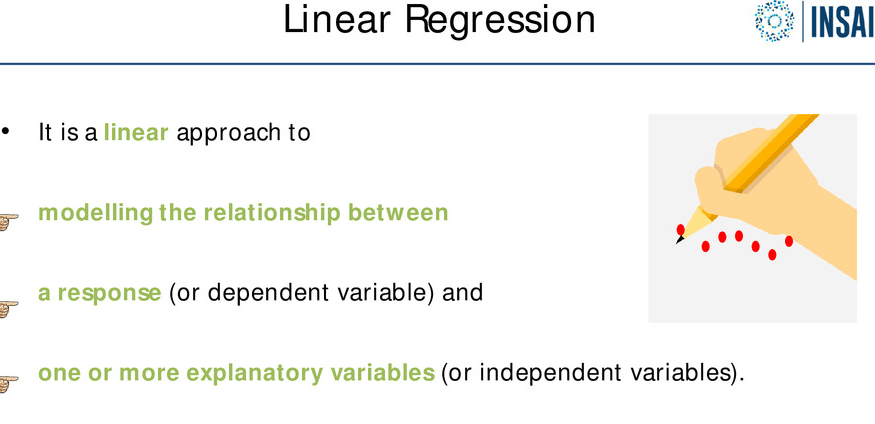 Linear Regression
INSAI
• It is a linear approach to
modelling the relationship between
a response (or dependent variable) and
one or more explanatory variables (or independent variables).